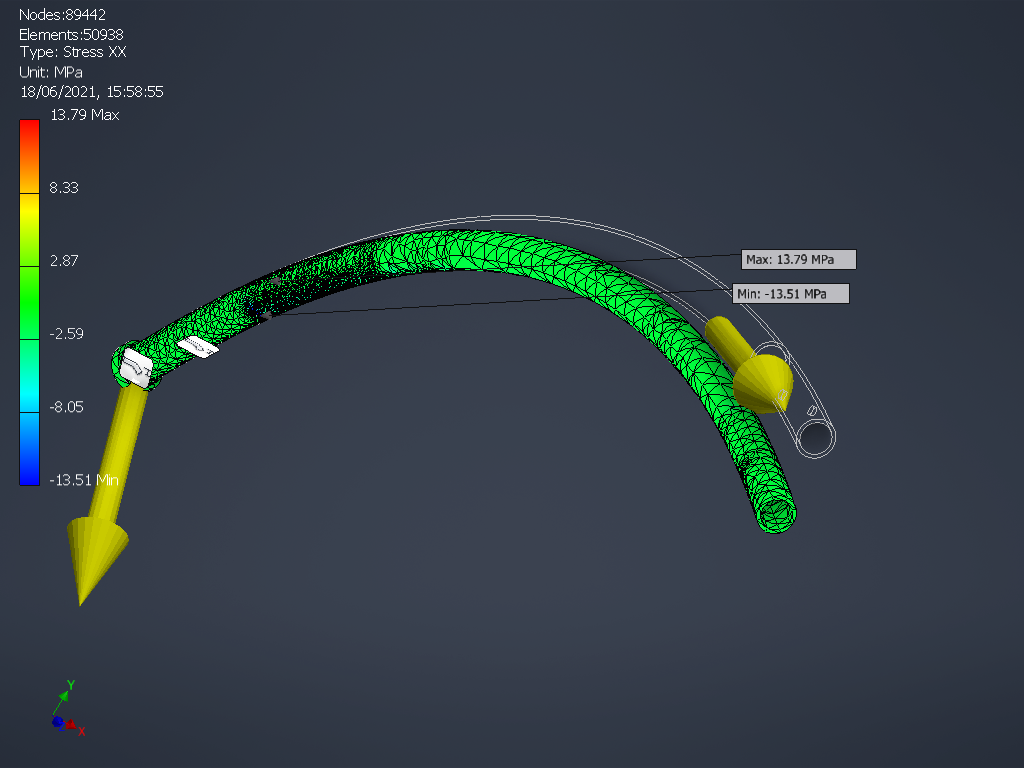 Nodes:89442
Elements:50938
Type: Stress XX
Unit: MPa
18/06/2021, 15:58:55
13.79 Max
8.33
2.87
-2.59
-8.05
-13.51 Min
Max: 13.79 MPa
Min: -13.51 MPa
Y
X